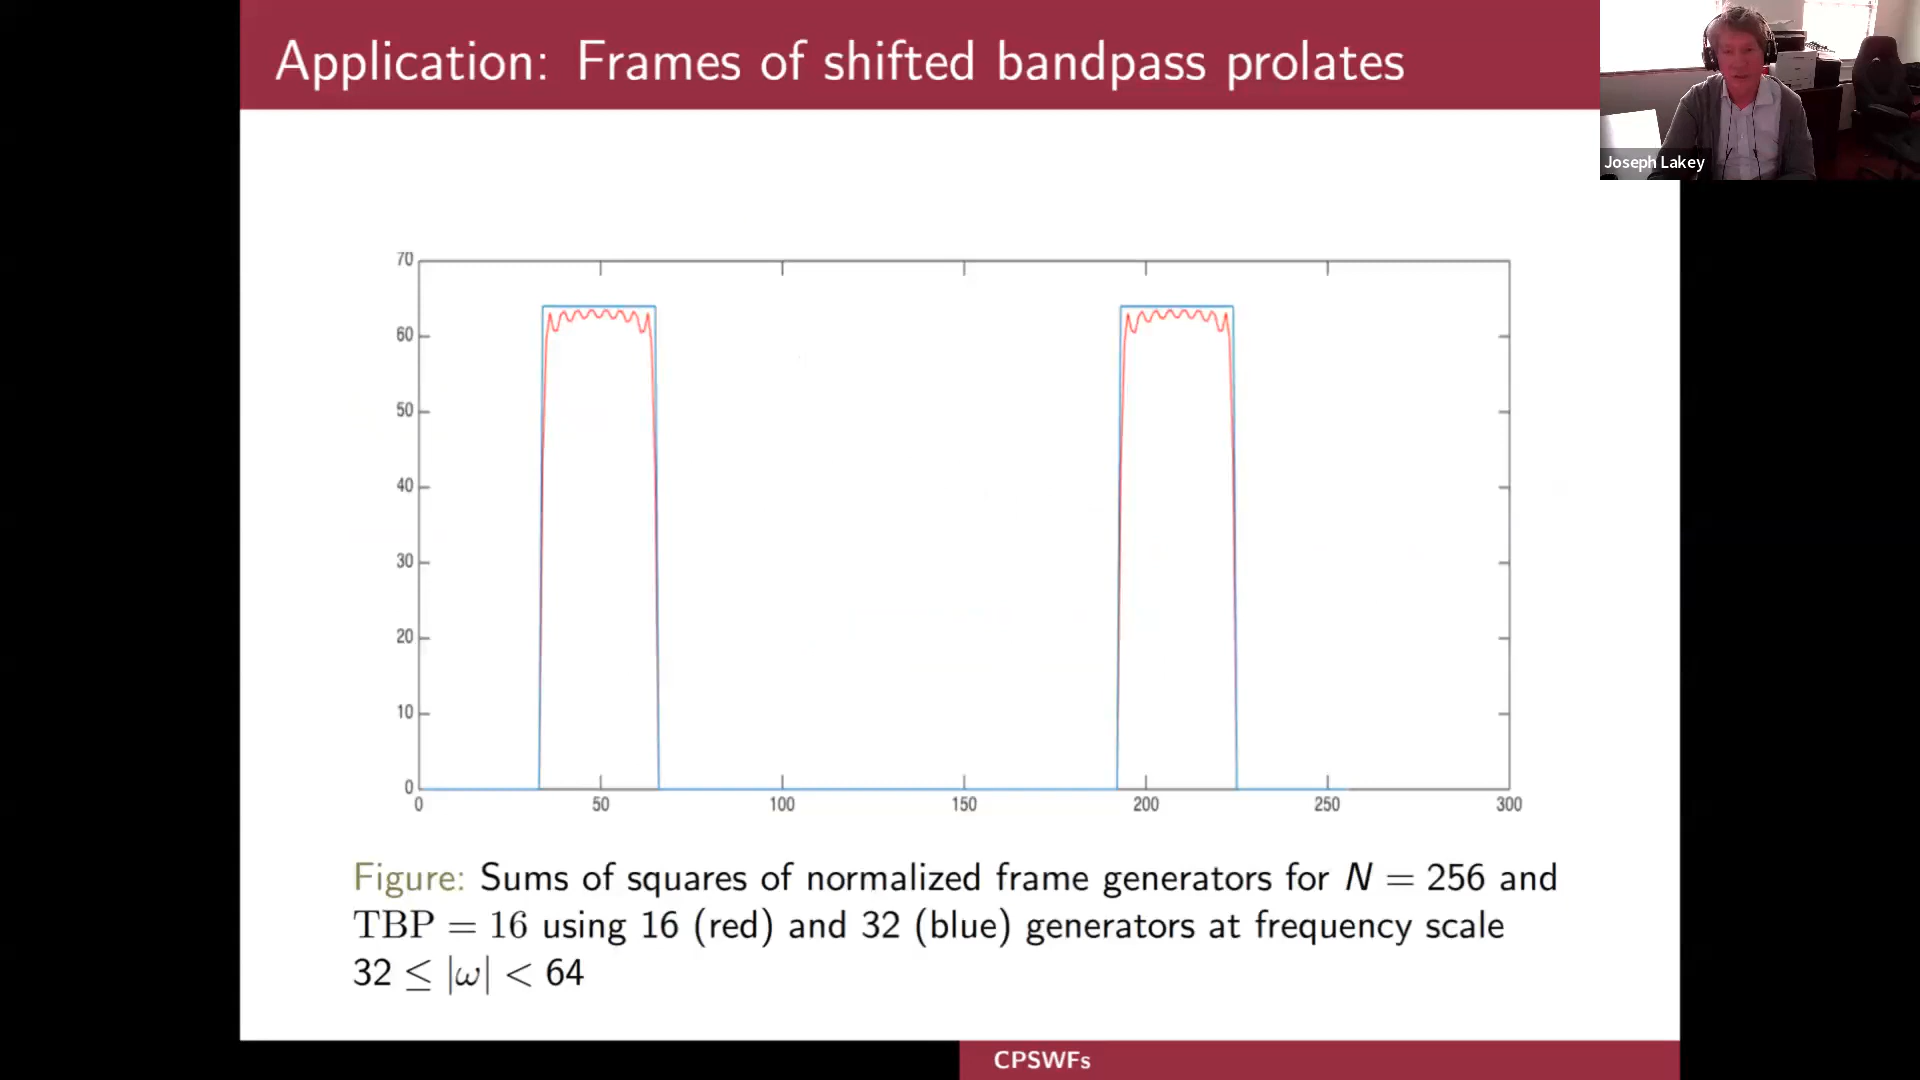 Application: Frames of shifted bandpass prolates
Joseph Lakey
70
60
50
40
30
20
10
0
0 50 100 150 200 250 300
Figure: Sums of squares of normalized frame generators for N = 256 and
TBP = 16 using 16 (red) and 32 (blue) generators at frequency scale
32 ≤ |ω| < 64
CPSWFs